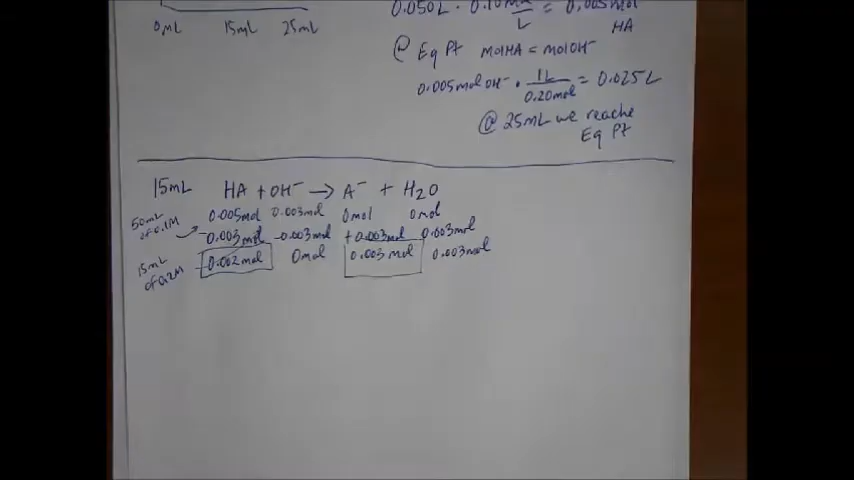 0mL 15mL 25mL
0.050L · 0.10 mol/L = 0.005mol HA
@ Eq Pt molHA = molOH⁻
0.005mol OH⁻ · 1L/0.20mol = 0.025L
@ 25mL we reache
Eq Pt
15mL HA + OH⁻ → A⁻ + H₂O
50mL of 0.1M 0.005mol 0.003mol 0mol 0mol
-0.003mol -0.003mol +0.003mol 0.003mol
15mL of 0.2M 0.002mol 0mol 0.003mol 0.003mol